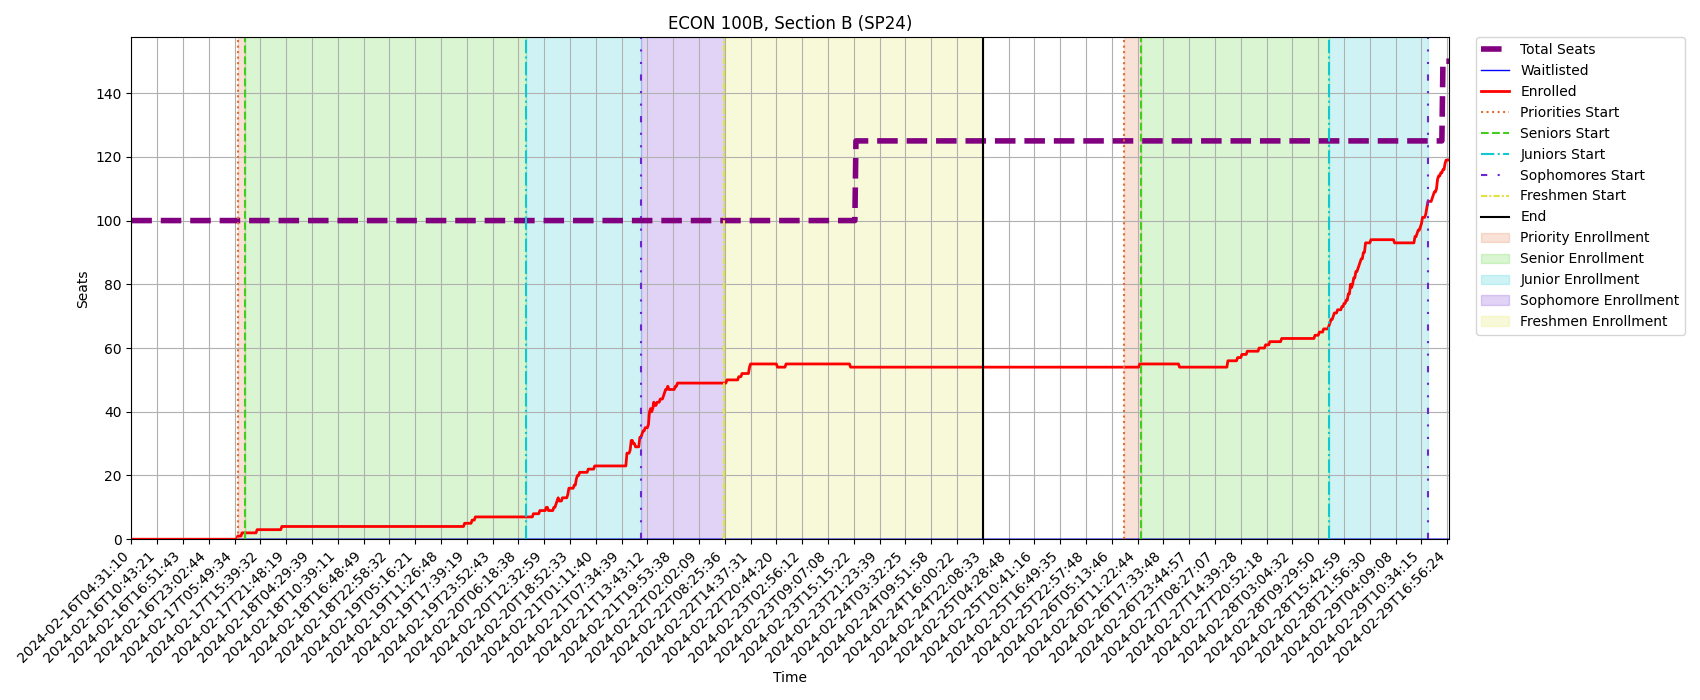 ECON 100B, Section B (SP24)
Seats
140
120
100
80
60
40
20
0
2024-02-16T04:31:10
2024-02-16T10:43:21
2024-02-16T16:51:43
2024-02-16T23:02:44
2024-02-17T05:49:34
2024-02-17T15:39:32
2024-02-17T21:48:19
2024-02-18T04:29:39
2024-02-18T10:39:11
2024-02-18T16:48:49
2024-02-18T22:58:32
2024-02-19T05:16:21
2024-02-19T11:26:48
2024-02-19T17:39:19
2024-02-19T23:52:43
2024-02-20T06:18:38
2024-02-20T12:32:59
2024-02-20T18:52:33
2024-02-21T01:11:40
2024-02-21T07:34:39
2024-02-21T13:43:12
2024-02-21T19:53:38
2024-02-22T02:02:09
2024-02-22T08:25:36
2024-02-22T14:37:31
2024-02-22T20:44:20
2024-02-23T02:56:12
2024-02-23T09:07:08
2024-02-23T15:15:22
2024-02-23T21:23:39
2024-02-24T03:32:25
2024-02-24T09:51:58
2024-02-24T16:00:22
2024-02-24T22:08:33
2024-02-25T04:28:48
2024-02-25T10:41:16
2024-02-25T16:49:35
2024-02-25T22:57:48
2024-02-26T05:13:46
2024-02-26T11:22:44
2024-02-26T17:33:48
2024-02-26T23:44:57
2024-02-27T08:27:07
2024-02-27T14:39:28
2024-02-27T20:52:18
2024-02-28T03:04:32
2024-02-28T09:29:50
2024-02-28T15:42:59
2024-02-28T21:56:30
2024-02-29T04:09:08
2024-02-29T10:34:15
2024-02-29T16:56:24
Time
Total Seats
Waitlisted
Enrolled
Priorities Start
Seniors Start
Juniors Start
Sophomores Start
Freshmen Start
End
Priority Enrollment
Senior Enrollment
Junior Enrollment
Sophomore Enrollment
Freshmen Enrollment